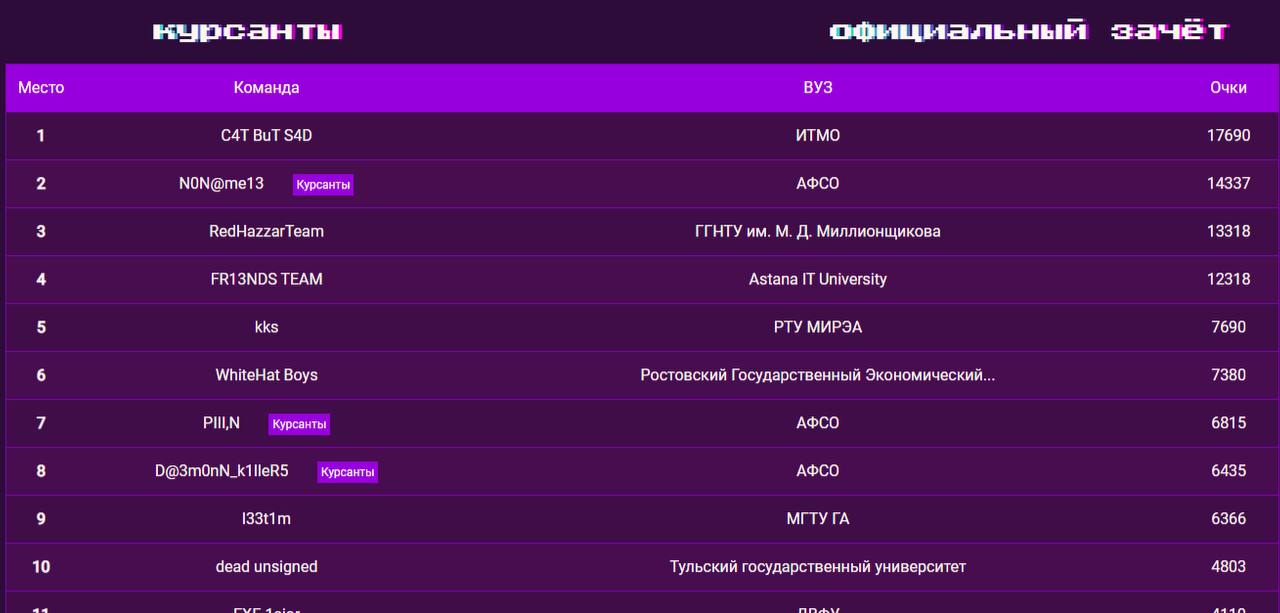 курсанты официальный зачёт
Место Команда ВУЗ Очки
1 C4T BuT S4D ИТМО 17690
2 N0N@me13 Курсанты АФСО 14337
3 RedHazzarTeam ГГНТУ им. М. Д. Миллионщикова 13318
4 FR13NDS TEAM Astana IT University 12318
5 kks РТУ МИРЭА 7690
6 WhiteHat Boys Ростовский Государственный Экономический... 7380
7 PIII,N Курсанты АФСО 6815
8 D@3m0nN_k1lleR5 Курсанты АФСО 6435
9 l33t1m МГТУ ГА 6366
10 dead unsigned Тульский государственный университет 4803
11 ДВФУ 4110